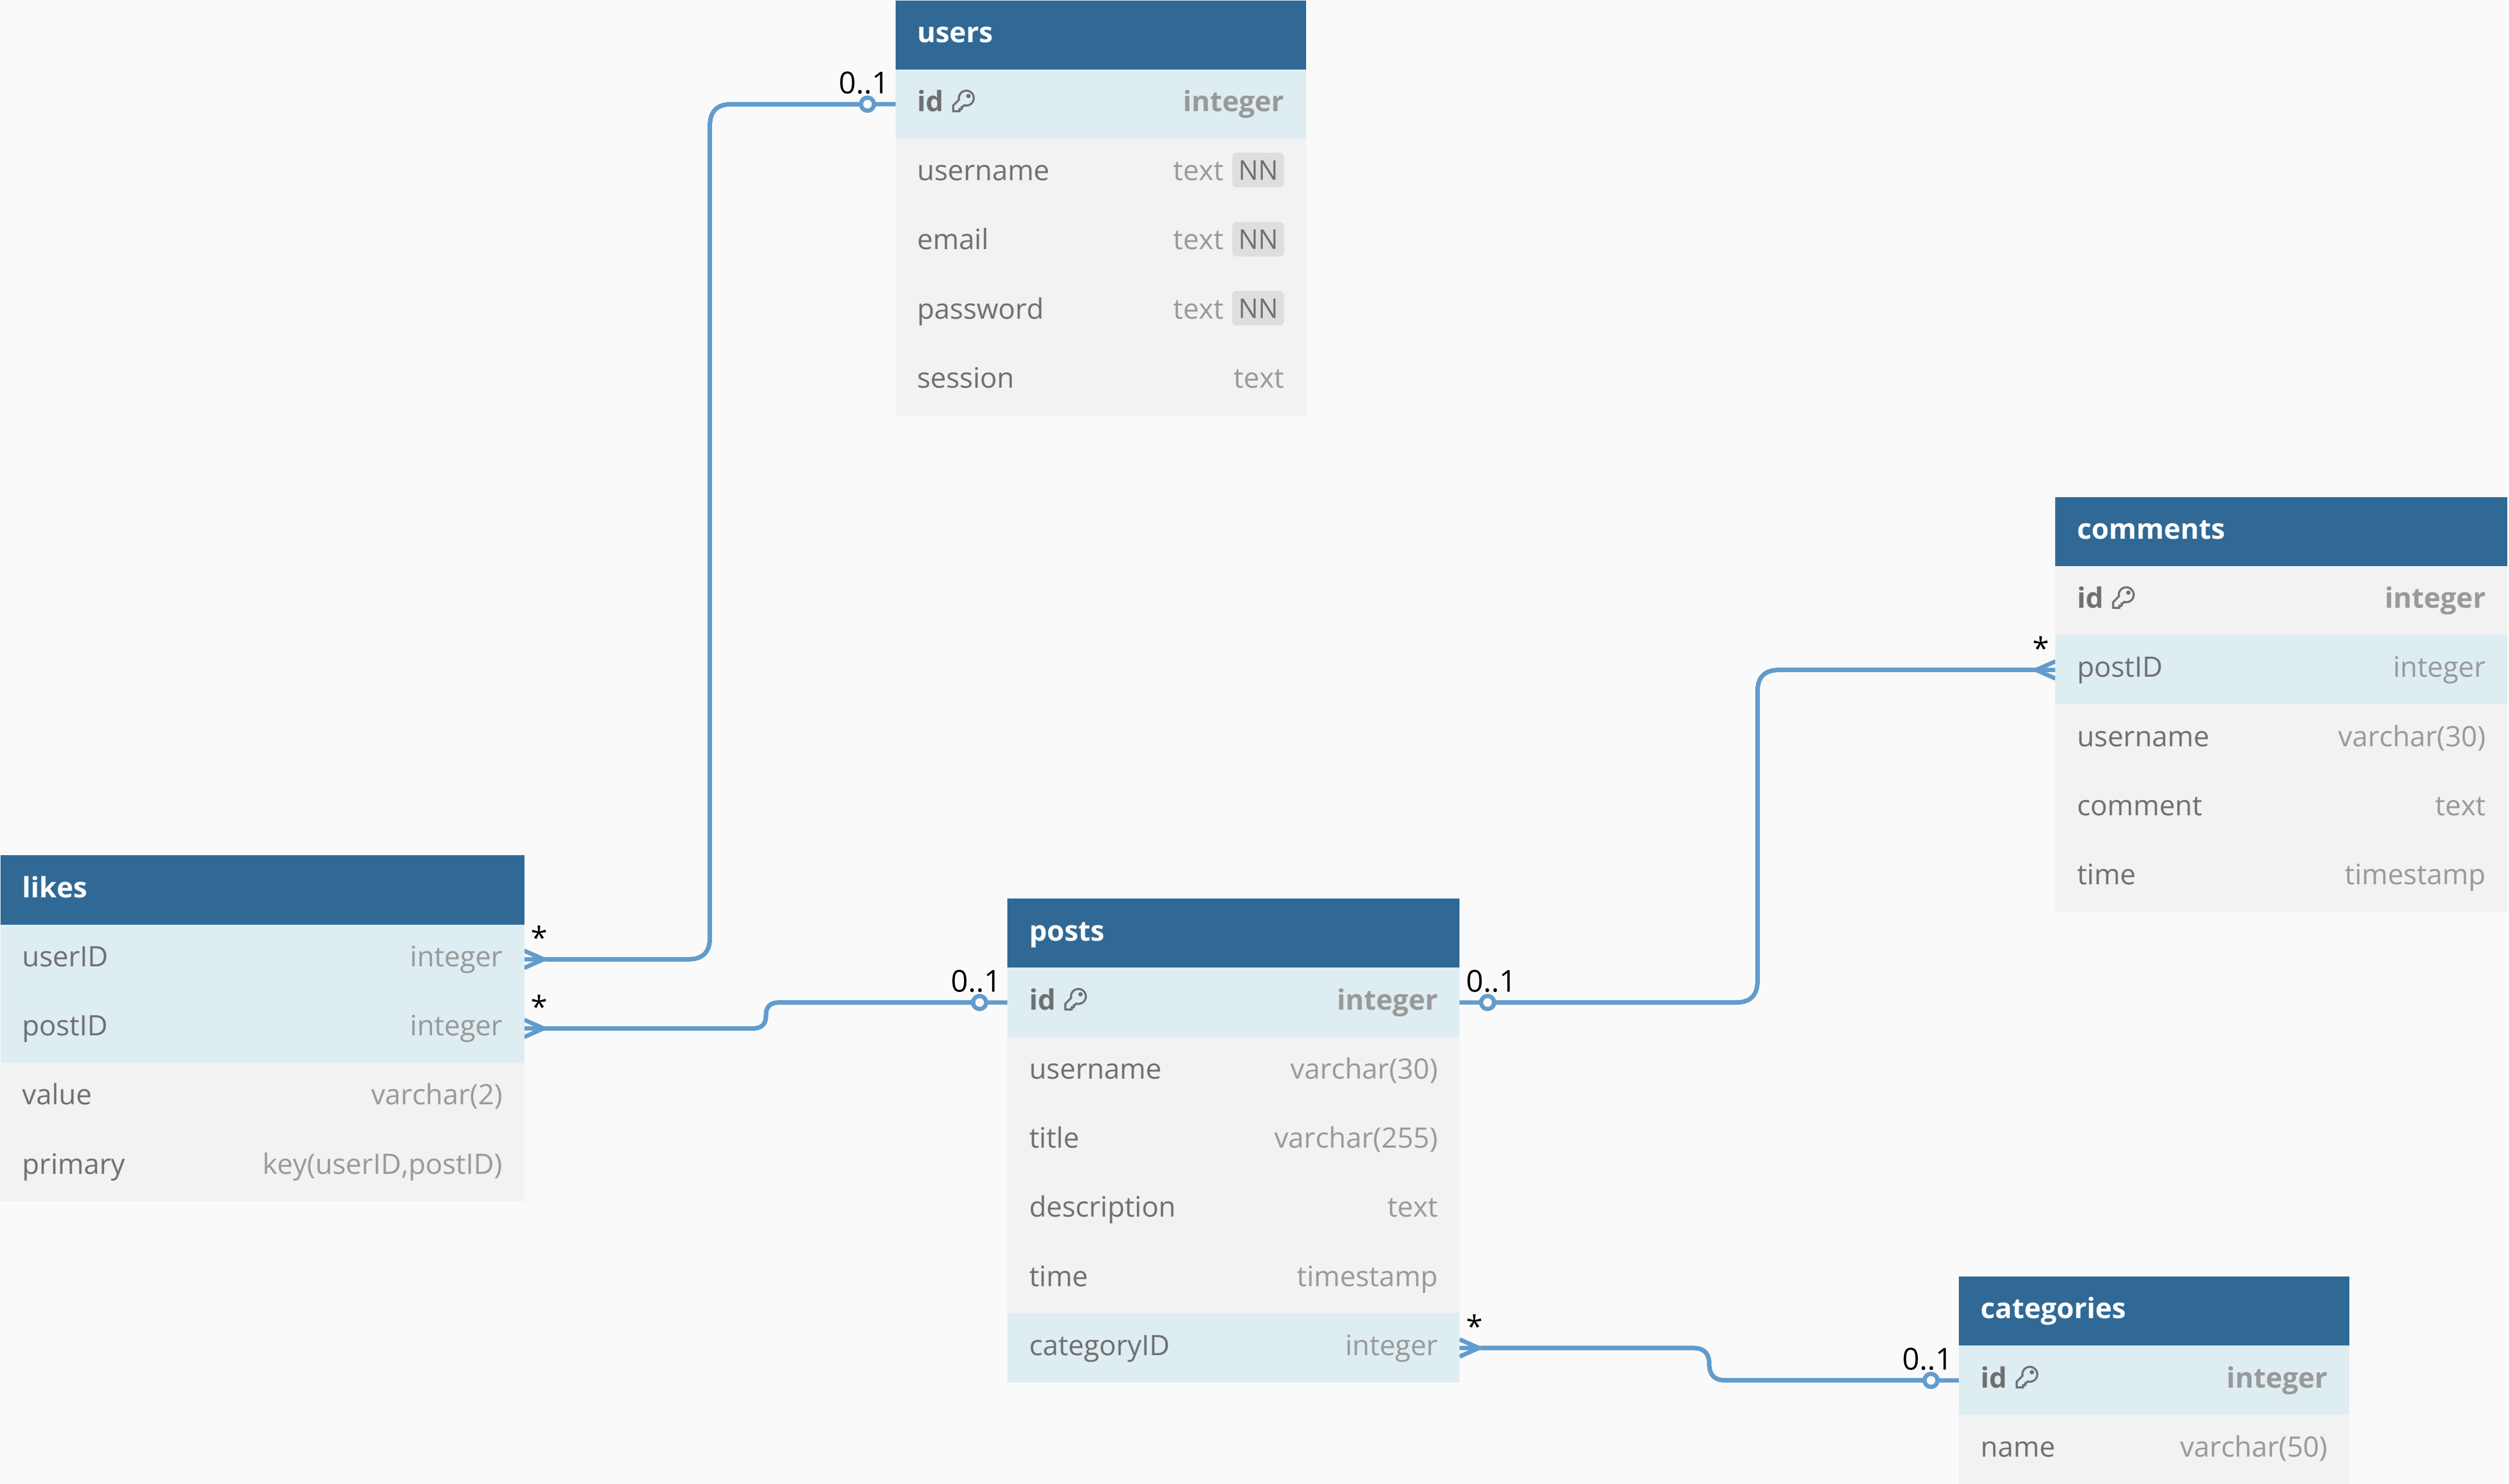 users
0..1
id integer
username text NN
email text NN
password text NN
session text
comments
id integer
*
postID integer
username varchar(30)
comment text
time timestamp
likes
*
userID integer
*
postID integer
value varchar(2)
primary key(userID,postID)
posts
0..1
id integer
0..1
username varchar(30)
title varchar(255)
description text
time timestamp
*
categoryID integer
categories
0..1
id integer
name varchar(50)